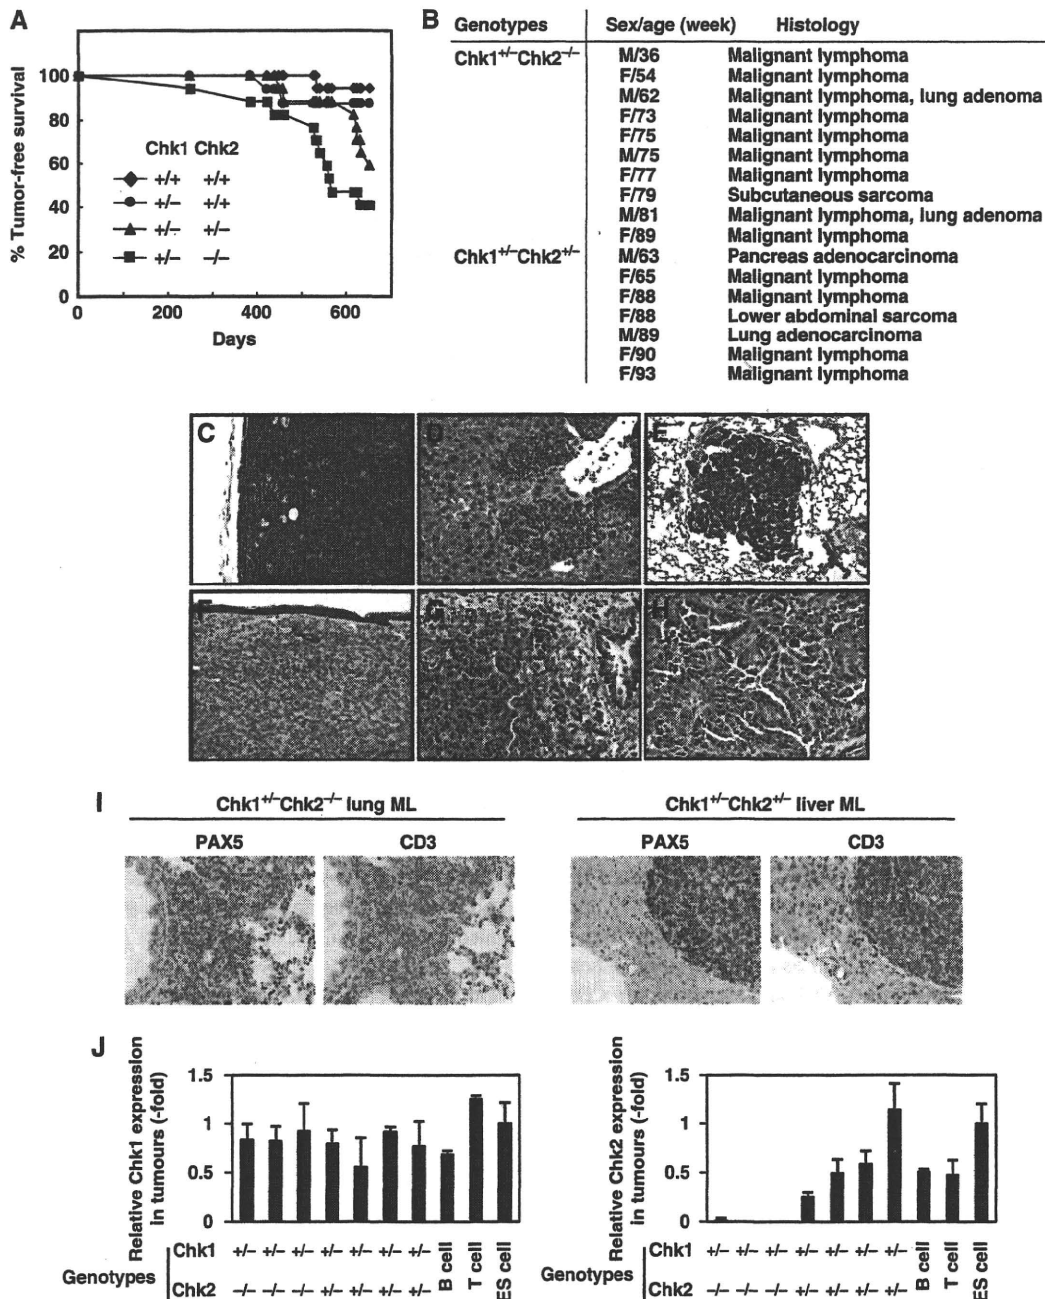 A
% Tumor-free survival
100
80
60
40
20
0
Chk1 Chk2
+/+ +/+
+/– +/+
+/– +/–
+/– –/–
0 200 400 600
Days
B
Genotypes Sex/age (week) Histology
Chk1+/–Chk2–/– M/36 Malignant lymphoma
F/54 Malignant lymphoma
M/62 Malignant lymphoma, lung adenoma
F/73 Malignant lymphoma
F/75 Malignant lymphoma
M/75 Malignant lymphoma
F/77 Malignant lymphoma
F/79 Subcutaneous sarcoma
M/81 Malignant lymphoma, lung adenoma
F/89 Malignant lymphoma
Chk1+/–Chk2+/– M/63 Pancreas adenocarcinoma
F/65 Malignant lymphoma
F/88 Malignant lymphoma
F/88 Lower abdominal sarcoma
M/89 Lung adenocarcinoma
F/90 Malignant lymphoma
F/93 Malignant lymphoma
C D E
F G H
I
Chk1+/–Chk2–/– lung ML
PAX5 CD3
Chk1+/–Chk2+/– liver ML
PAX5 CD3
J
Relative Chk1 expression
in tumours (-fold)
1.5
1
0.5
0
Genotypes
Chk1 +/– +/– +/– +/– +/– +/– +/–
Chk2 –/– –/– –/– +/– +/– +/– +/–
B cell
T cell
ES cell
Relative Chk2 expression
in tumours (-fold)
1.5
1
0.5
0
Genotypes
Chk1 +/– +/– +/– +/– +/– +/– +/–
Chk2 –/– –/– –/– +/– +/– +/– +/–
B cell
T cell
ES cell